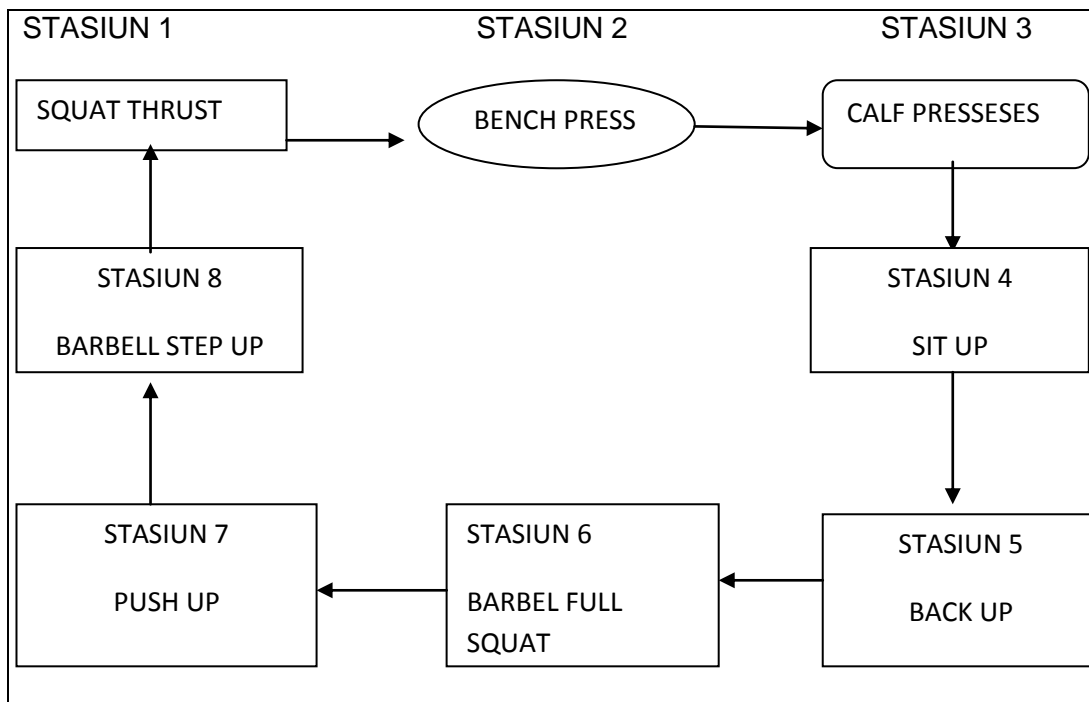 STASIUN 1
STASIUN 2
STASIUN 3
SQUAT THRUST
BENCH PRESS
CALF PRESSESES
STASIUN 8
BARBELL STEP UP
STASIUN 4
SIT UP
STASIUN 7
PUSH UP
STASIUN 6
BARBEL FULL
SQUAT
STASIUN 5
BACK UP